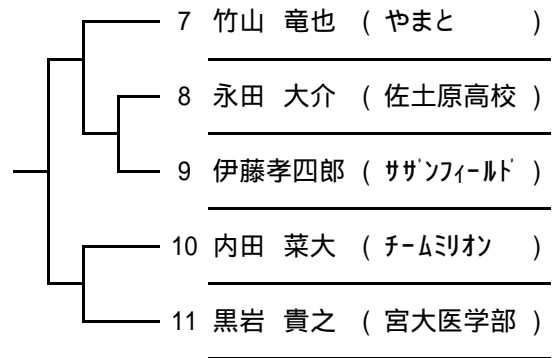 7 竹山 竜也 ( やまと )
8 永田 大介 ( 佐土原高校 )
9 伊藤孝四郎 ( ｻｻﾞﾝﾌｨｰﾙﾄﾞ )
10 内田 菜大 ( ﾁｰﾑﾐﾘｵﾝ )
11 黒岩 貴之 ( 宮大医学部 )